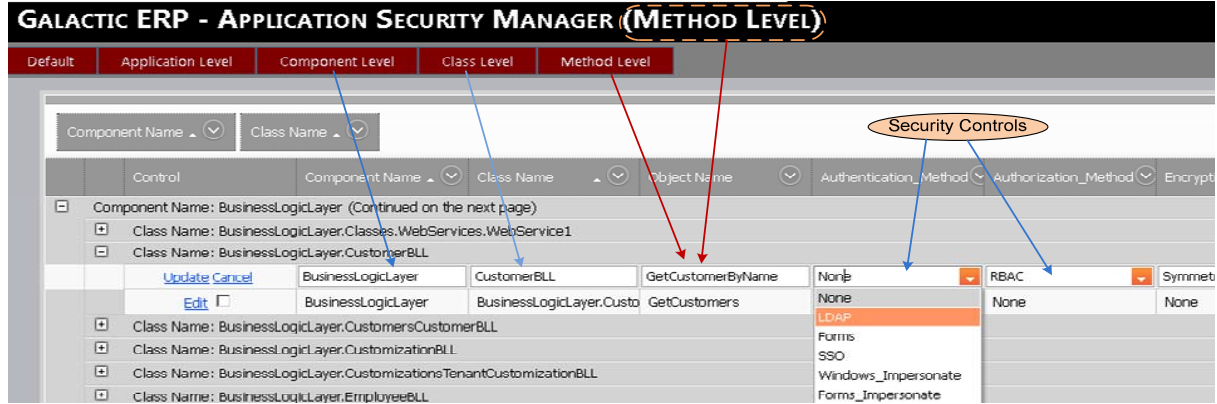 GALACTIC ERP - APPLICATION SECURITY MANAGER (METHOD LEVEL)
Default Application Level Component Level Class Level Method Level
Component Name Class Name
Security Controls
Control Component Name Class Name Object Name Authentication_Method Authorization_Method Encrypti
Component Name: BusinessLogicLayer (Continued on the next page)
Class Name: BusinessLogicLayer.Classes.WebServices.WebService1
Class Name: BusinessLogicLayer.CustomerBLL
Update Cancel BusinessLogicLayer CustomerBLL GetCustomerByName None RBAC Symmetr
Edit BusinessLogicLayer BusinessLogicLayer.Custo GetCustomers None None None
LDAP
Class Name: BusinessLogicLayer.CustomersCustomerBLL Forms
Class Name: BusinessLogicLayer.CustomizationBLL SSO
Class Name: BusinessLogicLayer.CustomizationsTenantCustomizationBLL Windows_Impersonate
Class Name: BusinessLogicLayer.EmployeeBLL Forms_Impersonate